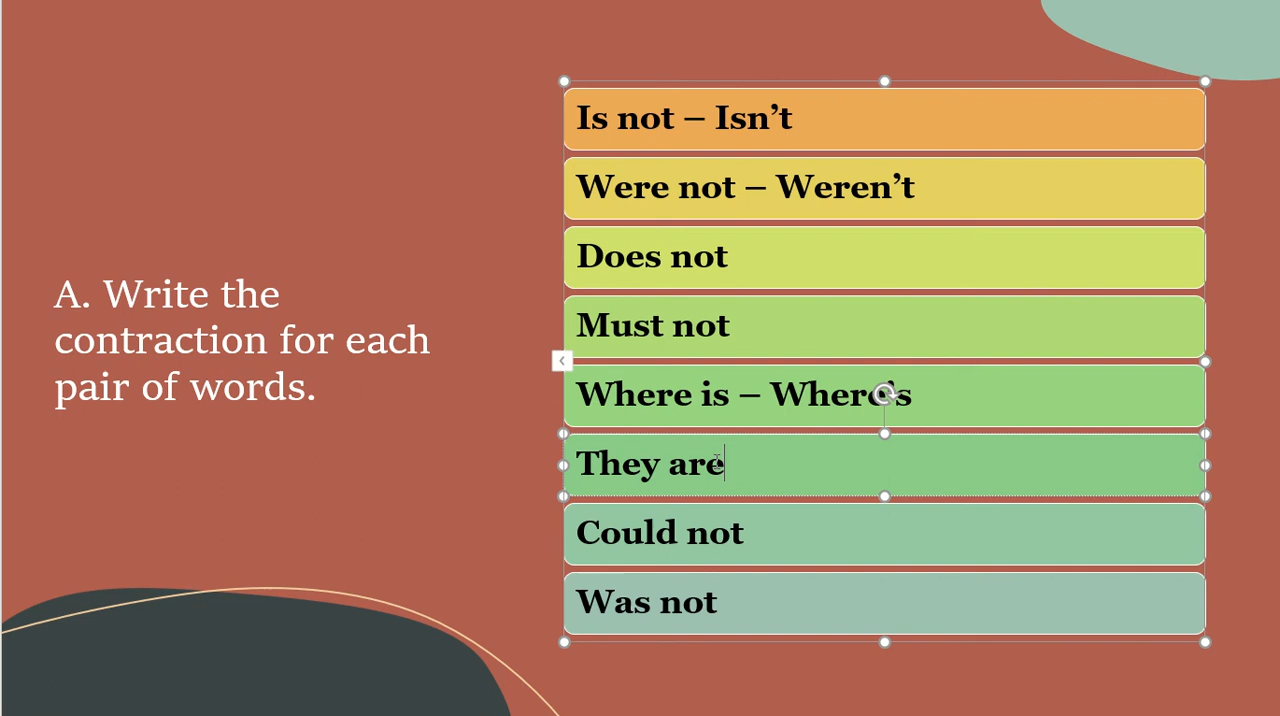 A. Write the
contraction for each
pair of words.
Is not – Isn’t
Were not – Weren’t
Does not
Must not
Where is – Where’s
They are
Could not
Was not